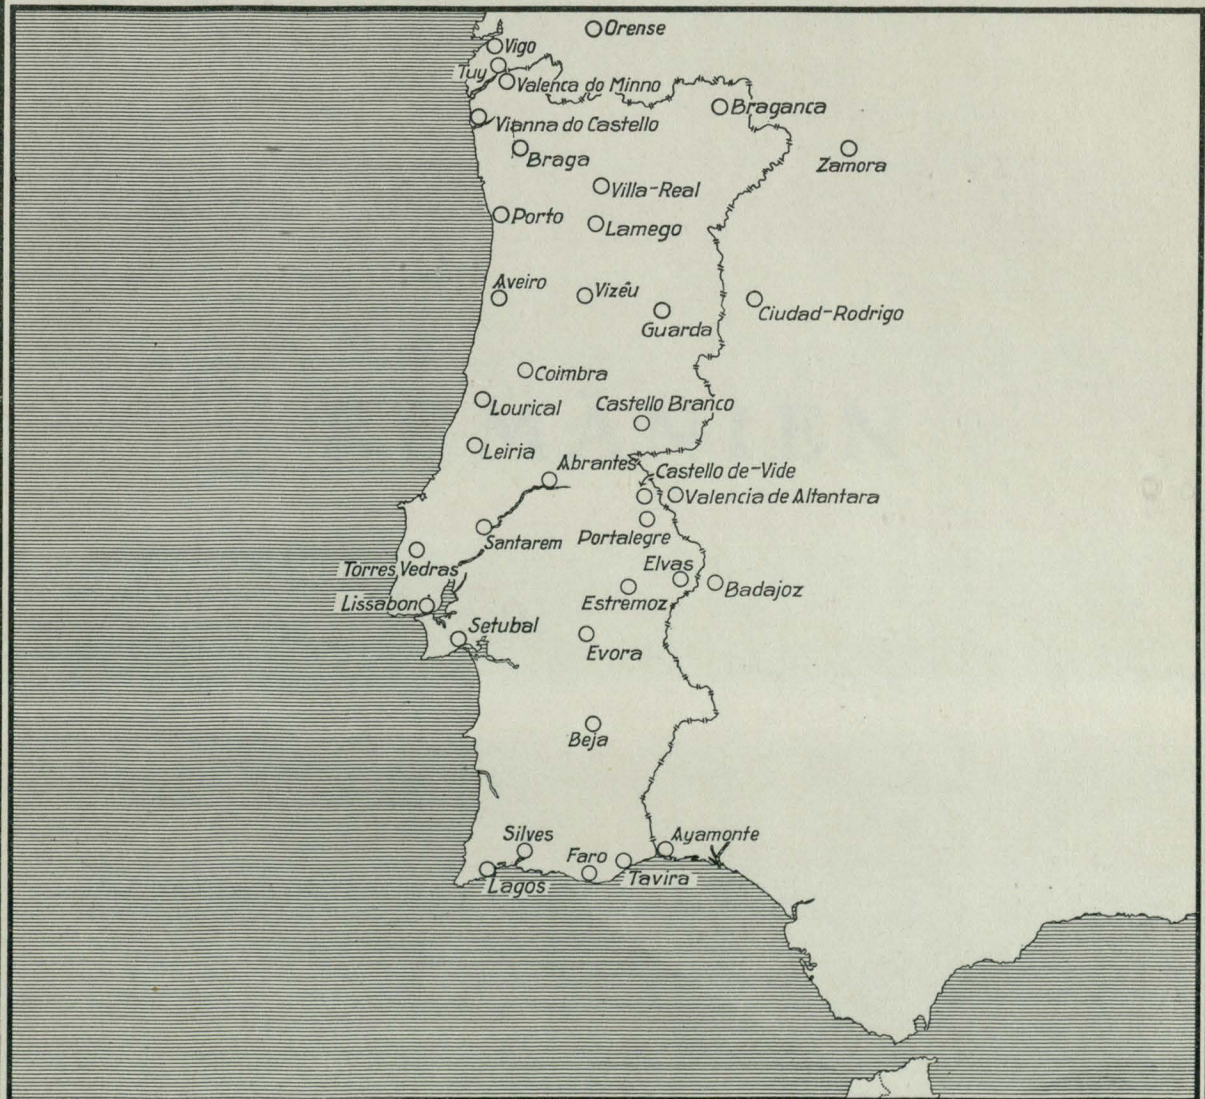 Orense
Vigo
Tuy
Valenca do Minno
Braganca
Vianna do Castello
Braga
Zamora
Villa-Real
Porto
Lamego
Aveiro
Vizêu
Guarda
Ciudad-Rodrigo
Coimbra
Lourical
Castello Branco
Leiria
Abrantes
Castello de-Vide
Valencia de Altantara
Santarem
Portalegre
Torres Vedras
Elvas
Badajoz
Estremoz
Lissabon
Setubal
Evora
Beja
Silves
Ayamonte
Faro
Lagos
Tavira